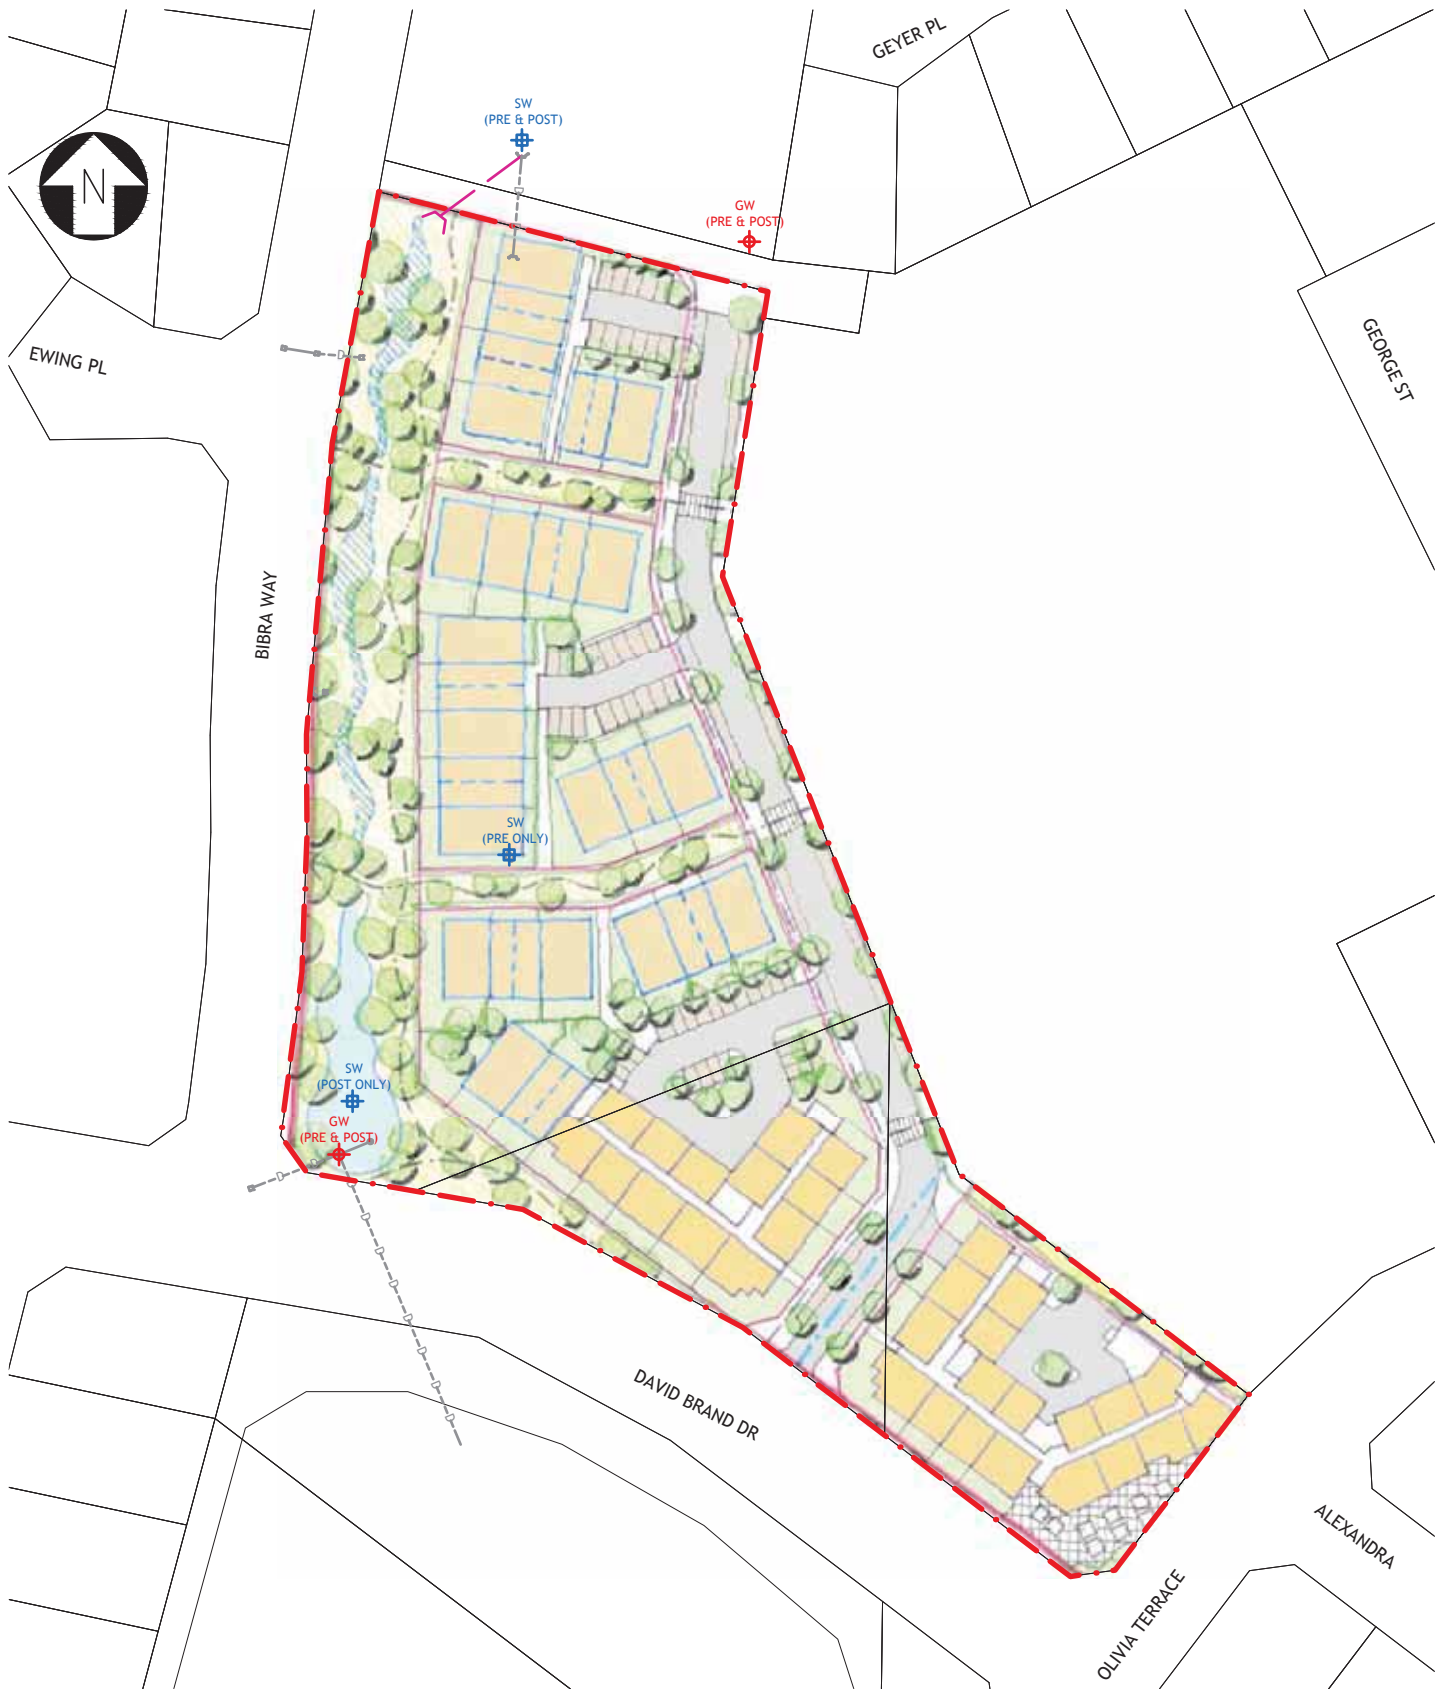 GEYER PL
SW
(PRE & POST)
N
GW
(PRE & POST)
EWING PL
GEORGE ST
BIBRA WAY
SW
(PRE ONLY)
SW
(POST ONLY)
GW
(PRE & POST)
DAVID BRAND DR
ALEXANDRA
OLIVIA TERRACE